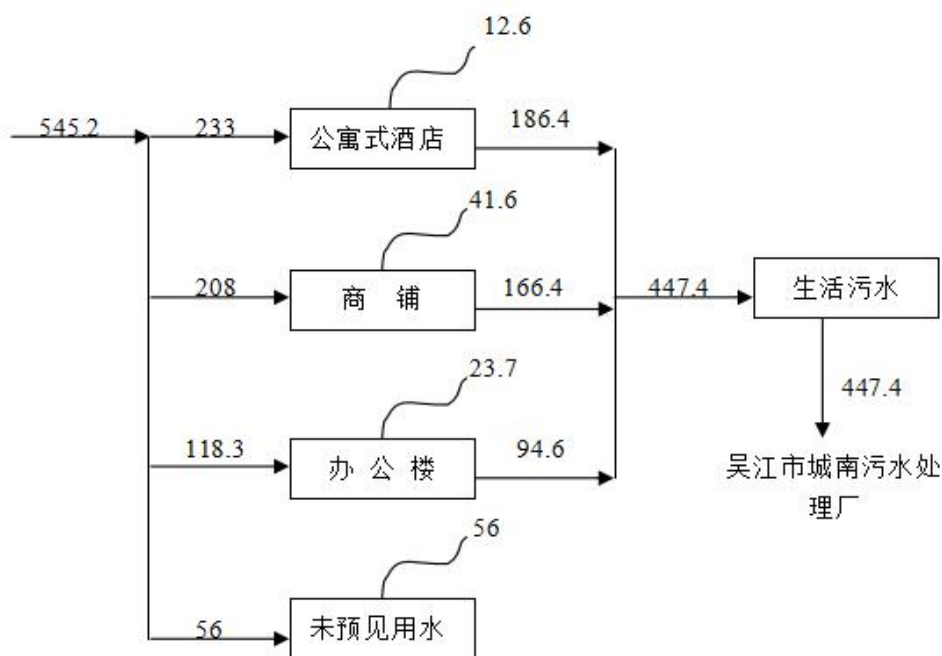 12.6
545.2
233
公寓式酒店
186.4
41.6
208
商 铺
166.4
447.4
生活污水
23.7
447.4
118.3
办 公 楼
94.6
吴江市城南污水处
理厂
56
56
未预见用水